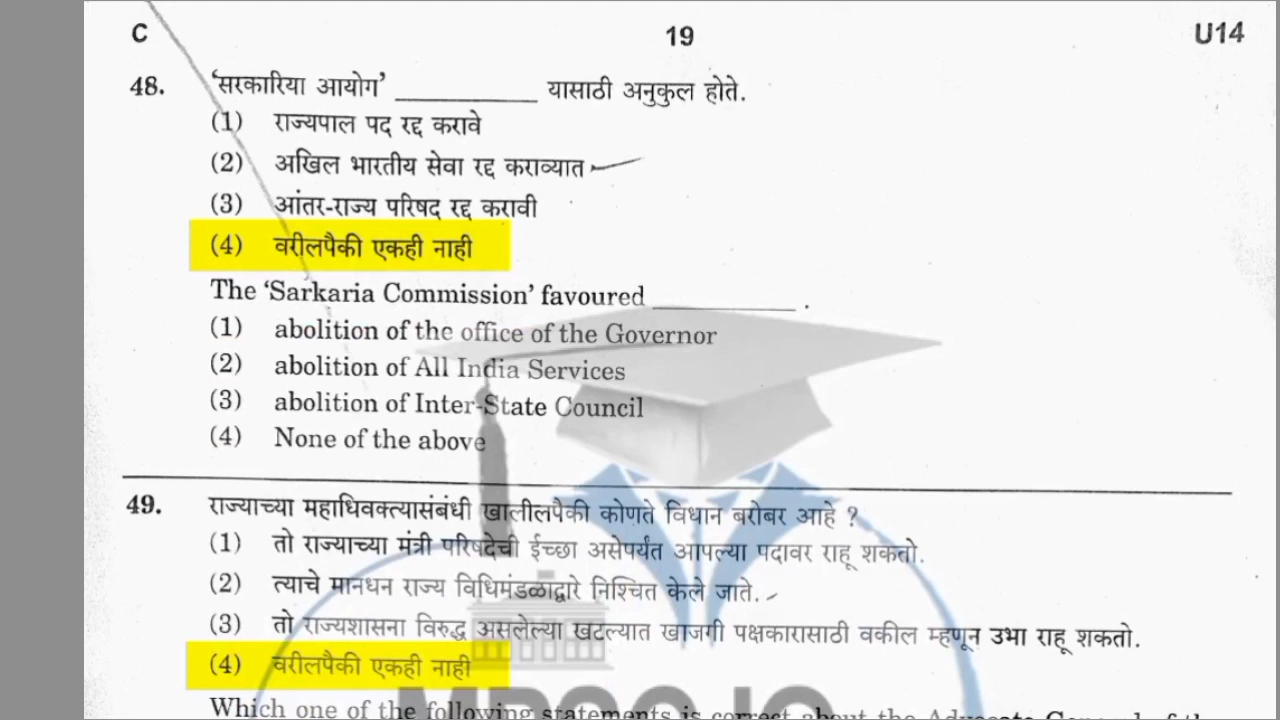 C 19 U14
48. 'सरकारिया आयोग' __________ यासाठी अनुकुल होते.
(1) राज्यपाल पद रद्द करावे
(2) अखिल भारतीय सेवा रद्द कराव्यात
(3) आंतर-राज्य परिषद रद्द करावी
(4) वरीलपैकी एकही नाही
The 'Sarkaria Commission' favoured __________ .
(1) abolition of the office of the Governor
(2) abolition of All India Services
(3) abolition of Inter-State Council
(4) None of the above
49. राज्याच्या महाधिवक्त्यासंबंधी खालीलपैकी कोणते विधान बरोबर आहे ?
(1) तो राज्याच्या मंत्री परिषदेची ईच्छा असेपर्यंत आपल्या पदावर राहू शकतो.
(2) त्याचे मानधन राज्य विधिमंडळाद्वारे निश्चित केले जाते.
(3) तो राज्यशासना विरुद्ध असलेल्या खटल्यात खाजगी पक्षकारासाठी वकील म्हणून उभा राहू शकतो.
(4) वरीलपैकी एकही नाही
Which one of the following statements is correct about the Advocate General of the